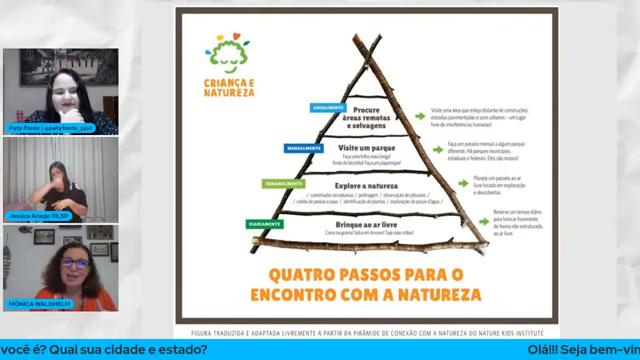 Paty Fonte | @patyfonte_ppd
Jessica Araujo TILSP
MÔNICA WALDHELM
CRIANÇA E
NATUREZA
ANUALMENTE
Procure
áreas remotas
e selvagens
Visite uma área que esteja distante de construções,
estradas pavimentadas e sons urbanos – um lugar
livre de interferências humanas!
MENSALMENTE
Visite um parque
Faça uma trilha mais longa!
Ande de bicicleta! Faça um piquenique!
Faça um passeio mensal a algum parque
diferente. Há parques municipais,
estaduais e federais. Eles são nossos!
SEMANALMENTE
Explore a natureza
/ caminhadas na natureza / jardinagem / observação de pássaros /
/ coleta de pedras e paus / identificação de plantas / exploração de poças d'água /
Planeje um passeio ao ar
livre focado em exploração
e descobertas.
DIARIAMENTE
Brinque ao ar livre
Corra na grama! Suba em árvores! Suje suas mãos!
Reserve um tempo diário
para brincar livremente,
de forma não estruturada,
ao ar livre.
QUATRO PASSOS PARA O
ENCONTRO COM A NATUREZA
FIGURA TRADUZIDA E ADAPTADA LIVREMENTE A PARTIR DA PIRÂMIDE DE CONEXÃO COM A NATUREZA DO NATURE KIDS INSTITUTE
você é? Qual sua cidade e estado?
Olá!!! Seja bem-vin